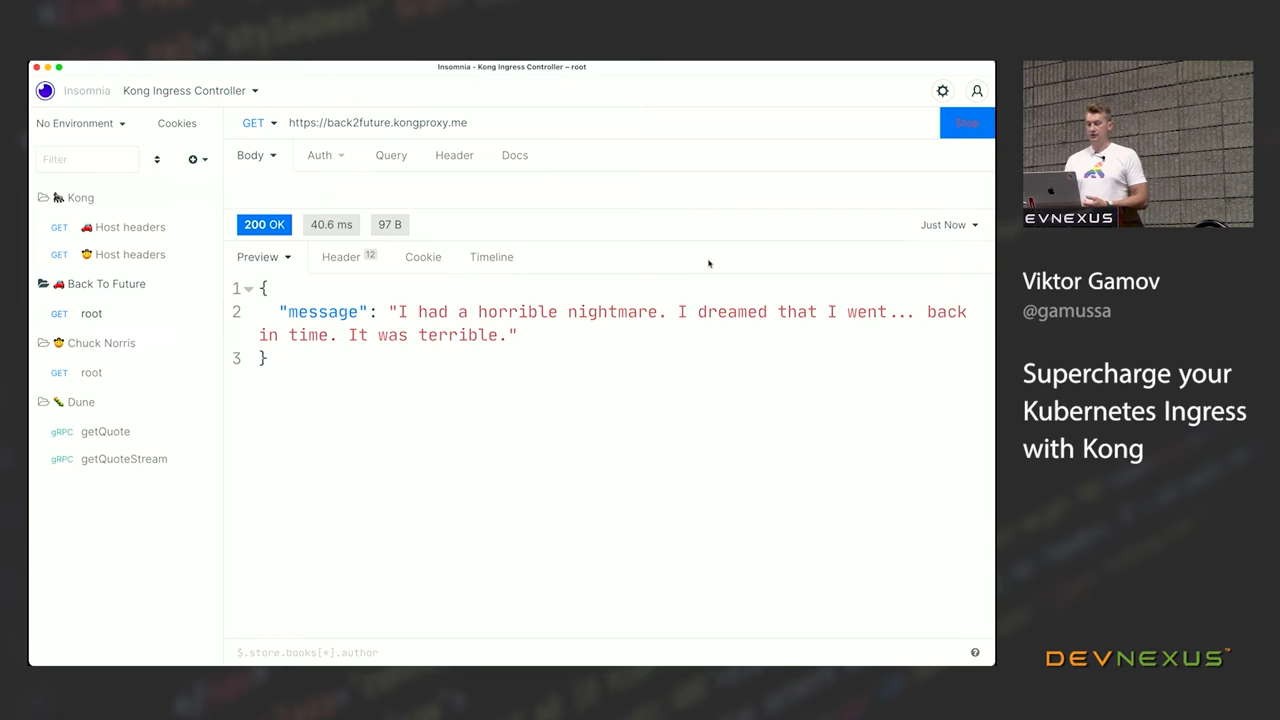 Insomnia - Kong Ingress Controller – root
Insomnia Kong Ingress Controller
No Environment Cookies
GET https://back2future.kongproxy.me Stop
Filter
Body Auth Query Header Docs
Kong
GET Host headers
GET Host headers
Back To Future
GET root
Chuck Norris
GET root
Dune
gRPC getQuote
gRPC getQuoteStream
200 OK 40.6 ms 97 B Just Now
Preview Header 12 Cookie Timeline
1 {
2 "message": "I had a horrible nightmare. I dreamed that I went... back
in time. It was terrible."
3 }
$.store.books[*].author
EVNEXUS
Viktor Gamov
@gamussa
Supercharge your
Kubernetes Ingress
with Kong
DEVNEXUS™